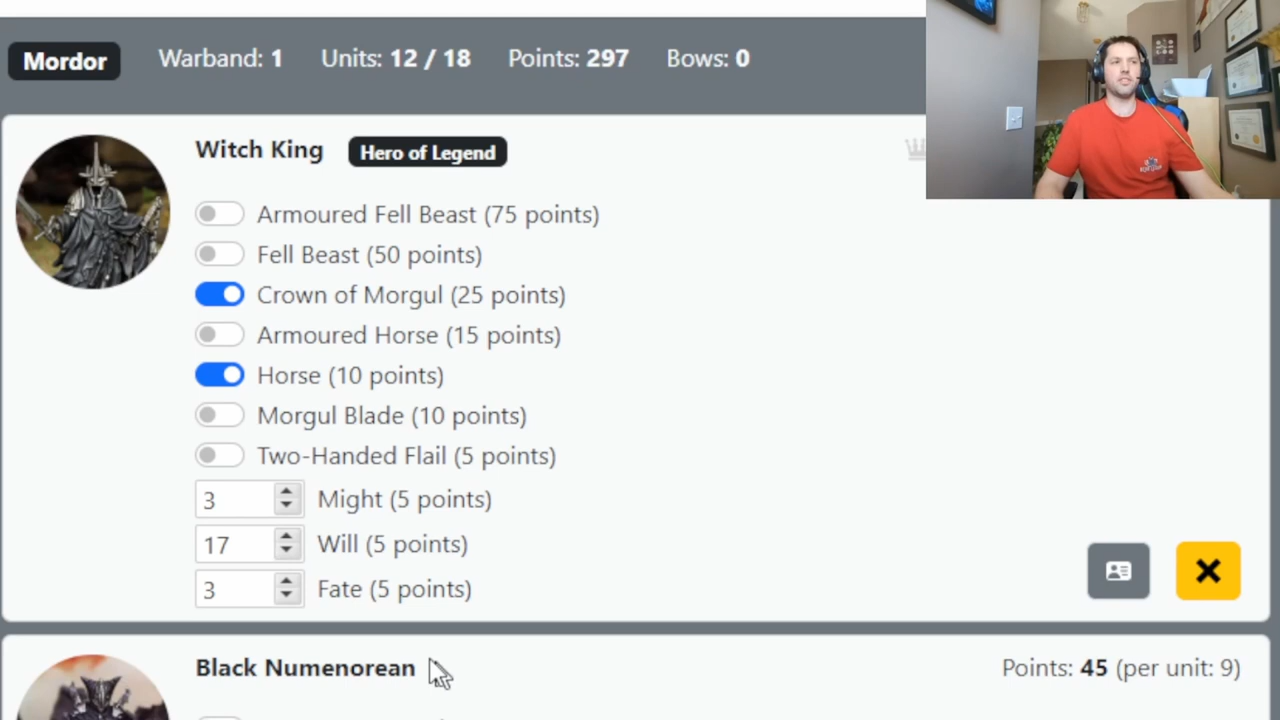 Mordor Warband: 1 Units: 12 / 18 Points: 297 Bows: 0
Witch King Hero of Legend
Armoured Fell Beast (75 points)
Fell Beast (50 points)
Crown of Morgul (25 points)
Armoured Horse (15 points)
Horse (10 points)
Morgul Blade (10 points)
Two-Handed Flail (5 points)
3 Might (5 points)
17 Will (5 points)
3 Fate (5 points)
Black Numenorean Points: 45 (per unit: 9)